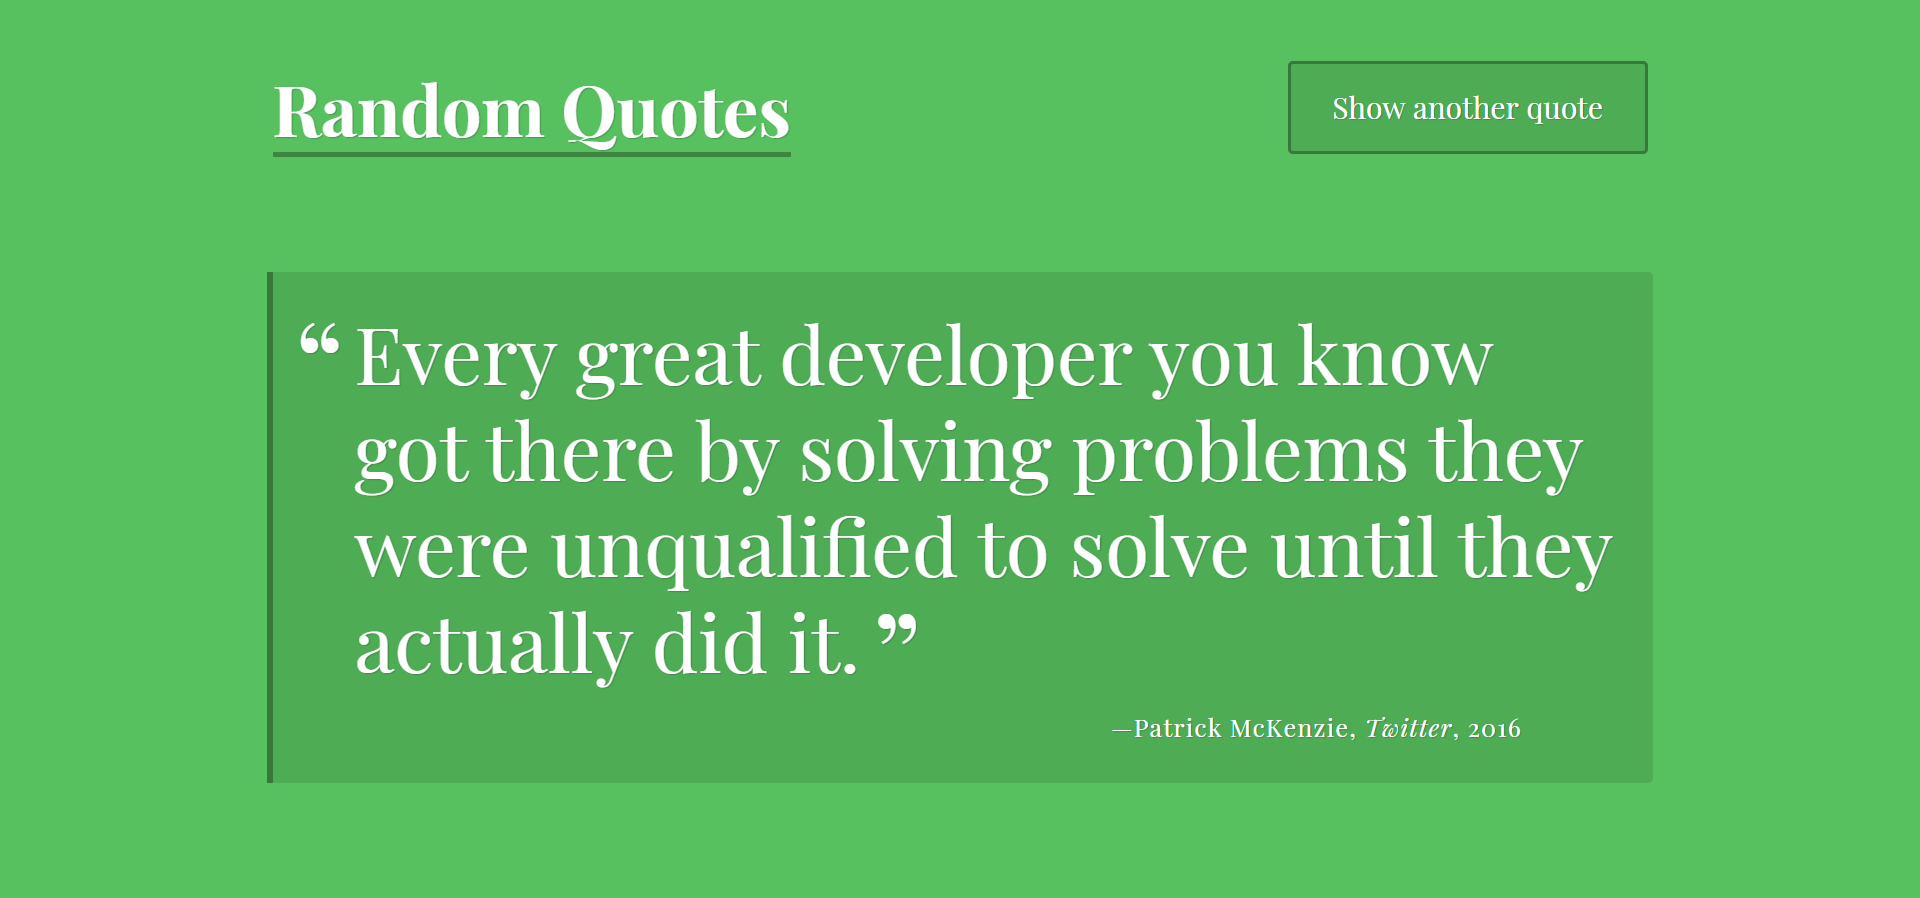 Random Quotes
Show another quote
“Every great developer you know
got there by solving problems they
were unqualified to solve until they
actually did it.”
—Patrick McKenzie, Twitter, 2016